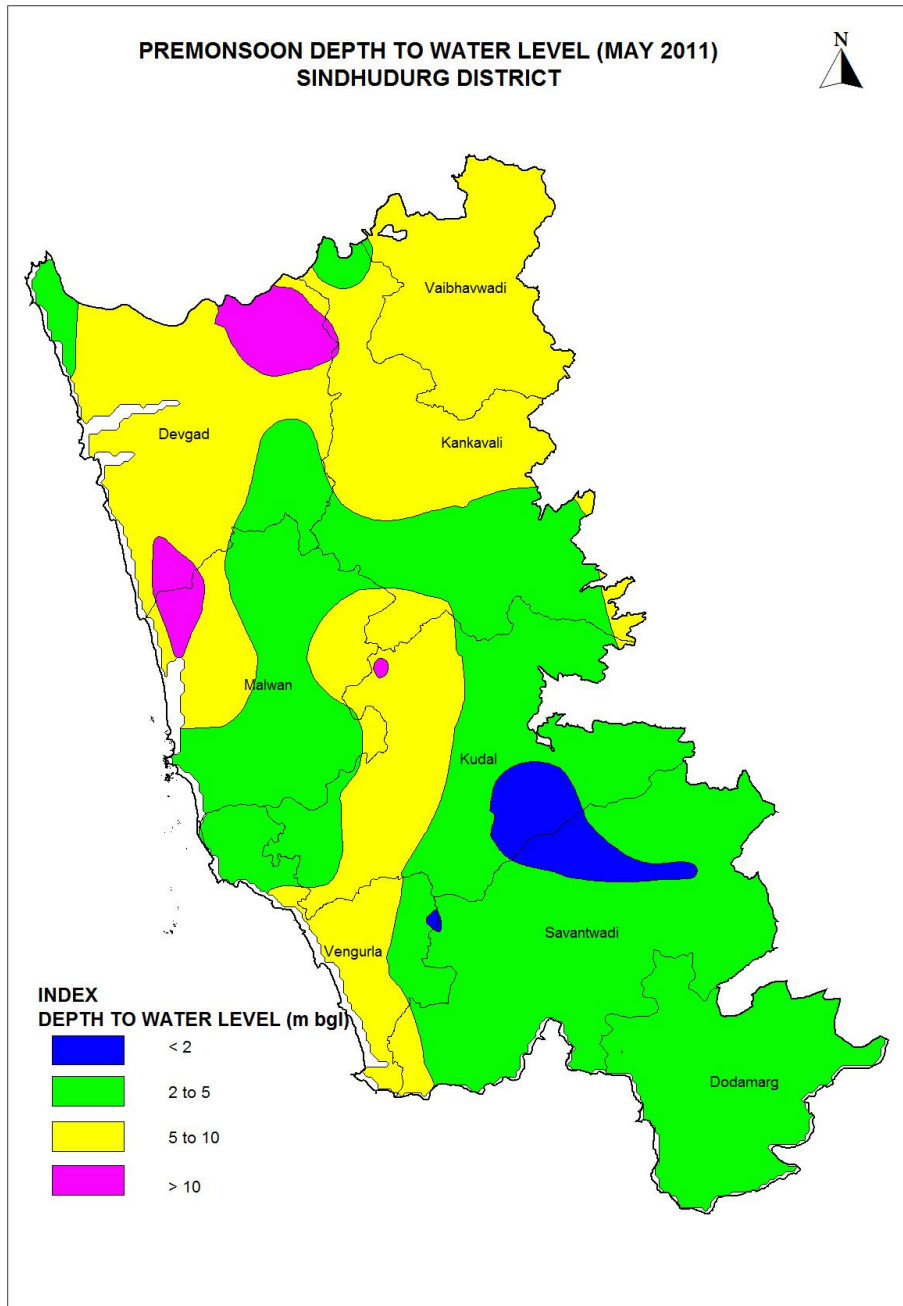 PREMONSOON DEPTH TO WATER LEVEL (MAY 2011)
SINDHUDURG DISTRICT
N
Vaibhavwadi
Devgad
Kankavali
Malwan
Kudal
Savantwadi
Vengurla
Dodamarg
INDEX
DEPTH TO WATER LEVEL (m bgl)
< 2
2 to 5
5 to 10
> 10